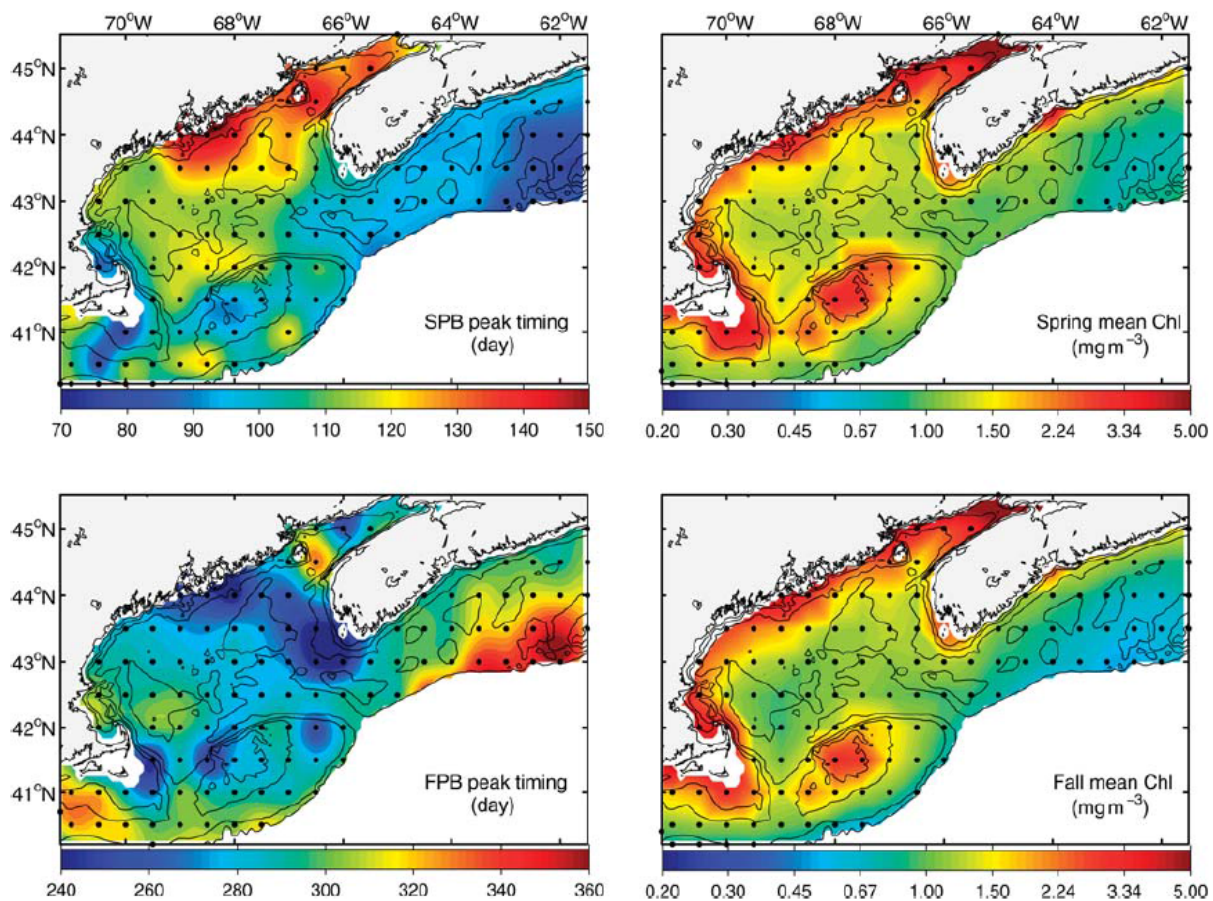 70°W 68°W 66°W 64°W 62°W
70°W 68°W 66°W 64°W 62°W
45°N
44°N
43°N
42°N
41°N
SPB peak timing
(day)
70 80 90 100 110 120 130 140 150
45°N
44°N
43°N
42°N
41°N
Spring mean Chl
(mg m⁻³)
0.20 0.30 0.45 0.67 1.00 1.50 2.24 3.34 5.00
45°N
44°N
43°N
42°N
41°N
FPB peak timing
(day)
240 260 280 300 320 340 360
45°N
44°N
43°N
42°N
41°N
Fall mean Chl
(mg m⁻³)
0.20 0.30 0.45 0.67 1.00 1.50 2.24 3.34 5.00